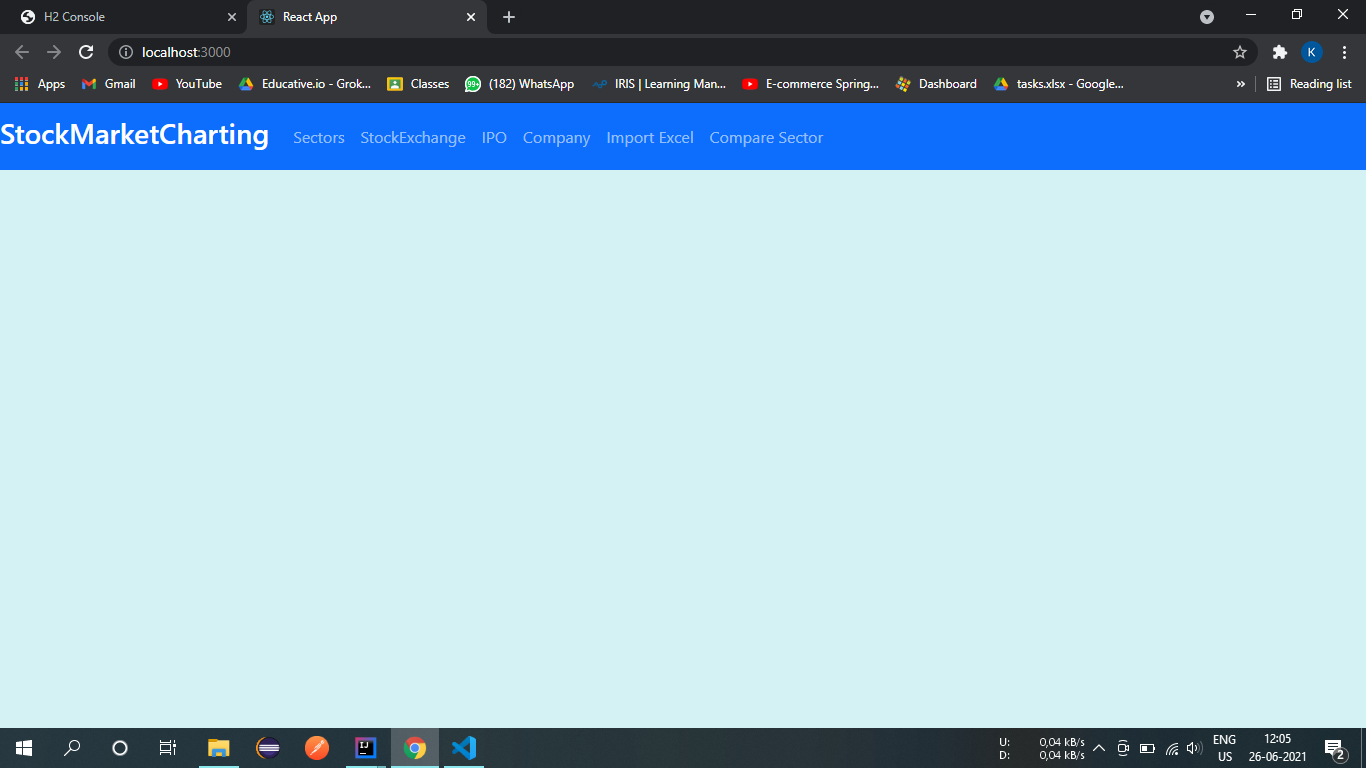 H2 Console
React App
localhost:3000
K
Apps Gmail YouTube Educative.io - Grok... Classes 99+ (182) WhatsApp IRIS | Learning Man... E-commerce Spring... Dashboard tasks.xlsx - Google... » Reading list
StockMarketCharting Sectors StockExchange IPO Company Import Excel Compare Sector
IJ
U: 0,04 kB/s
D: 0,04 kB/s
ENG
US
12:05
26-06-2021
2